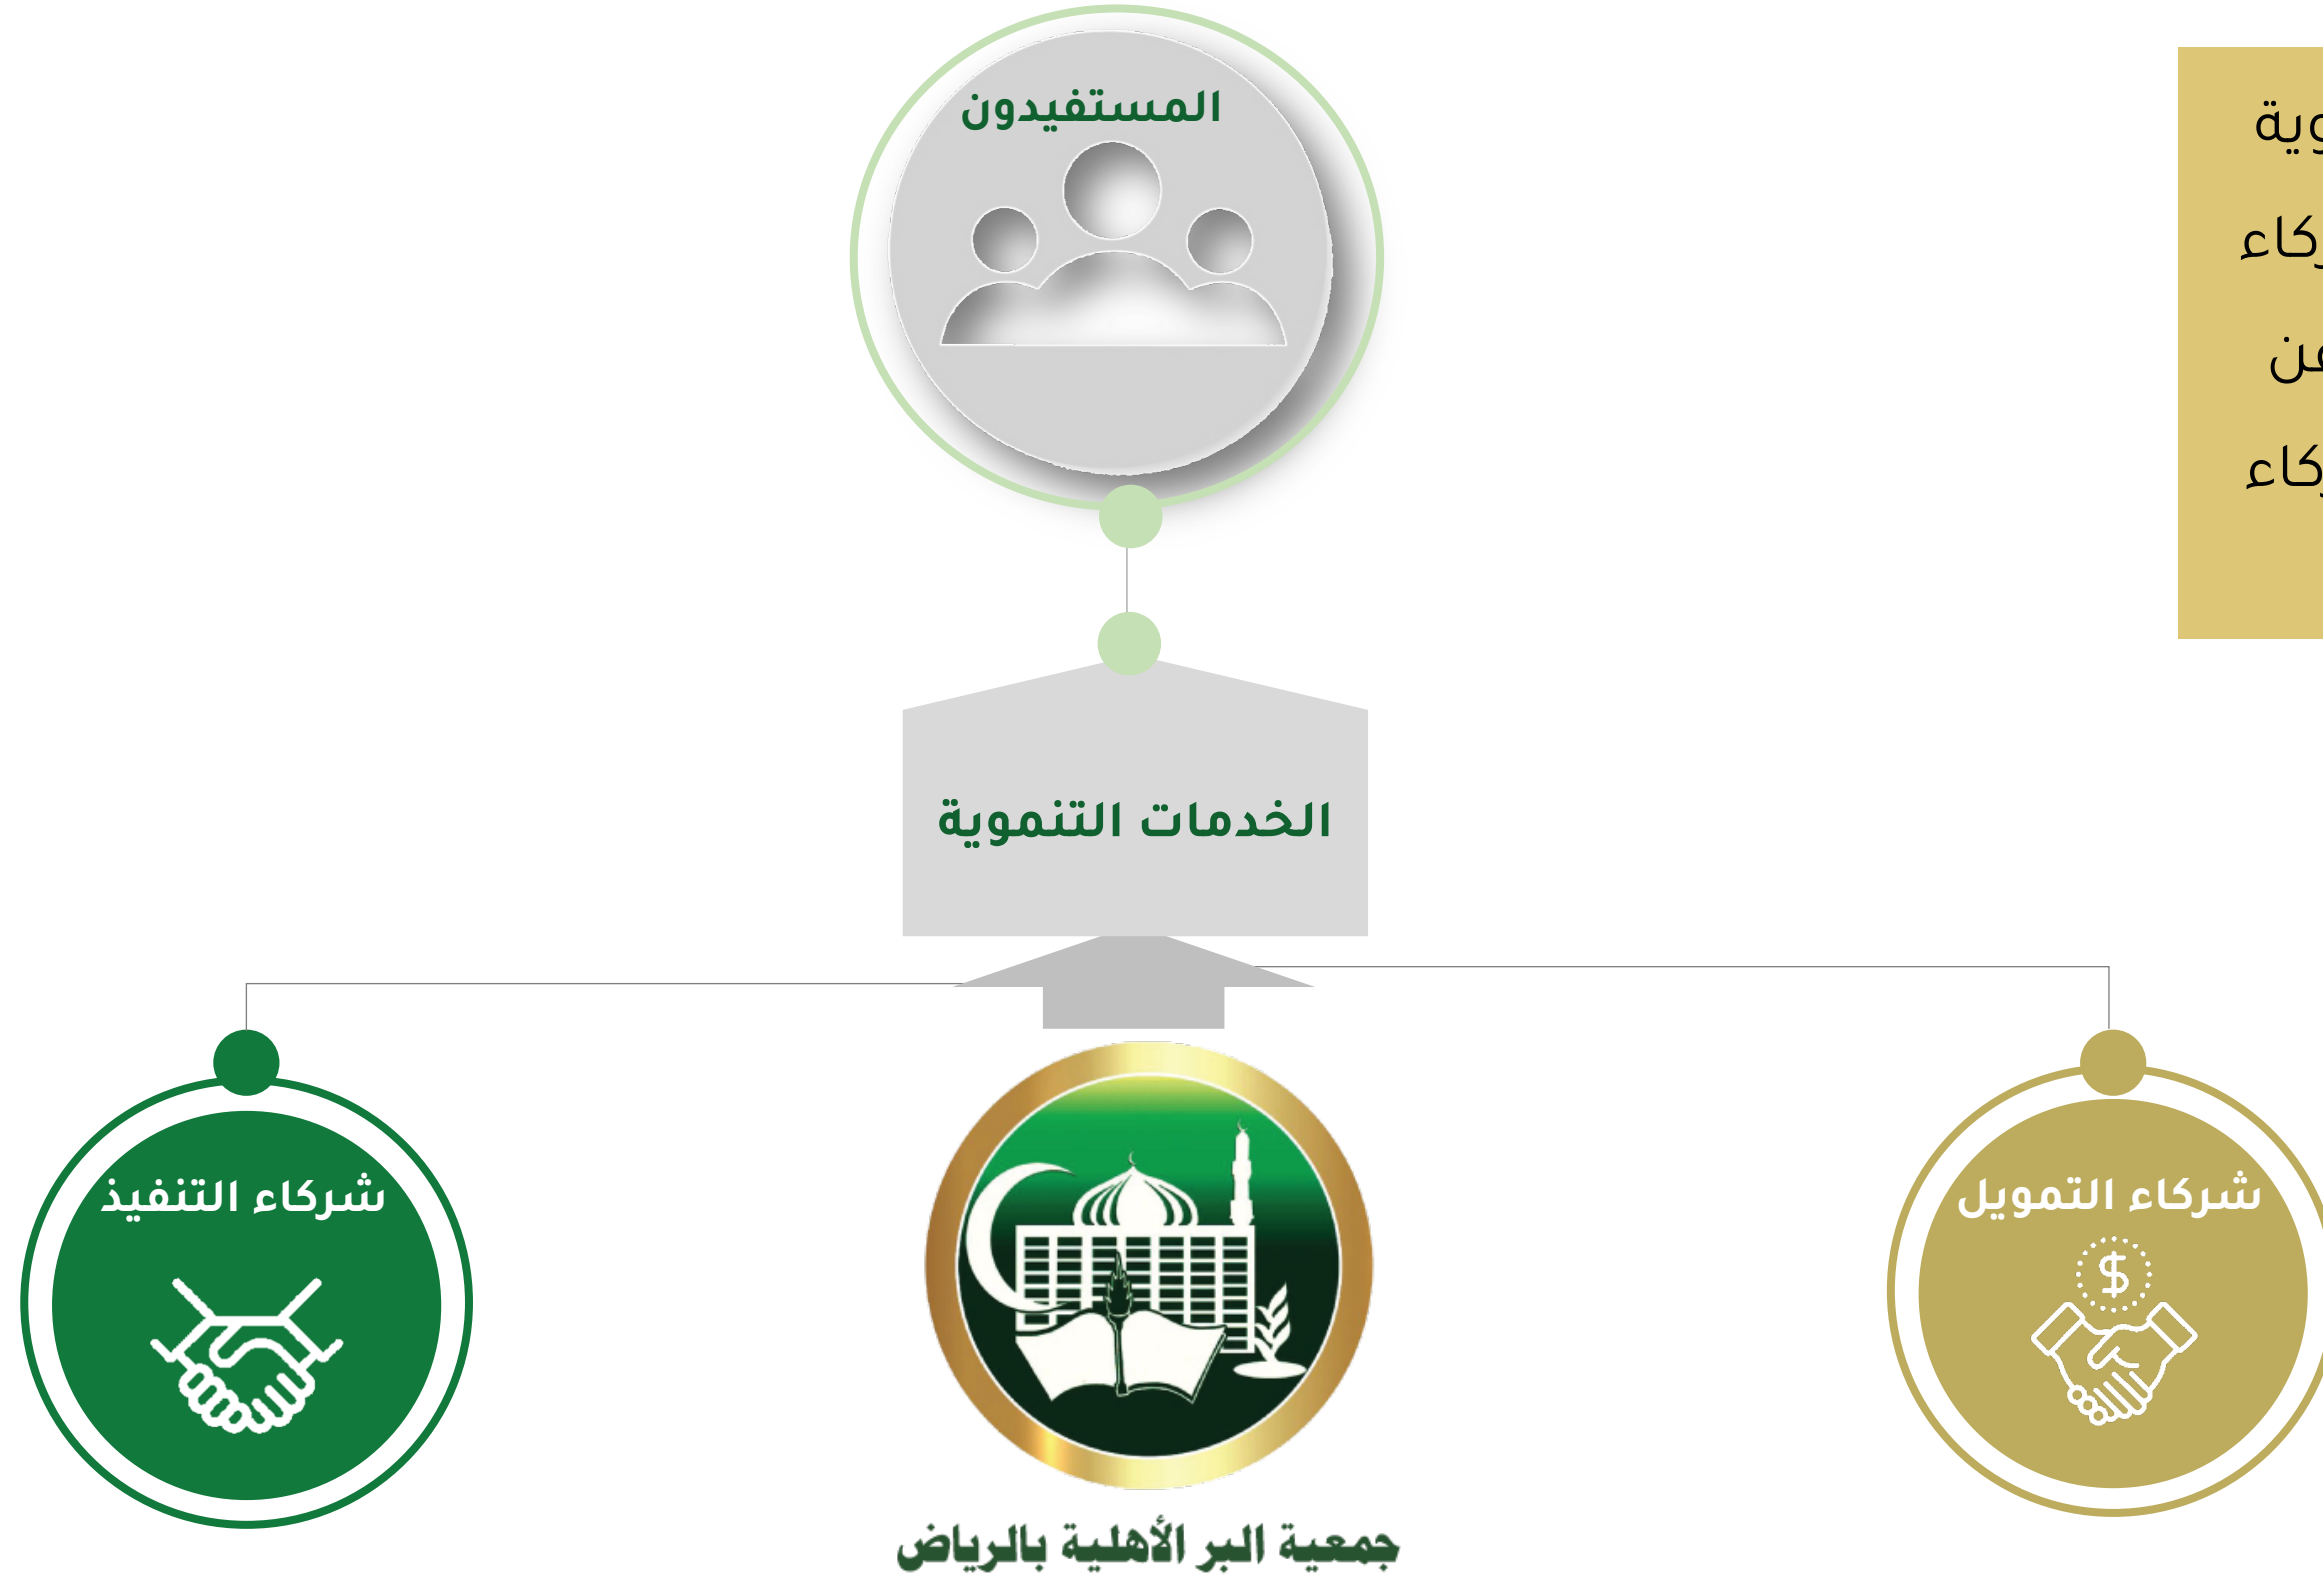 المستفيدون
الخدمات التنموية
شركاء التمويل
شركاء التنفيذ
جمعية البر الأهلية بالرياض